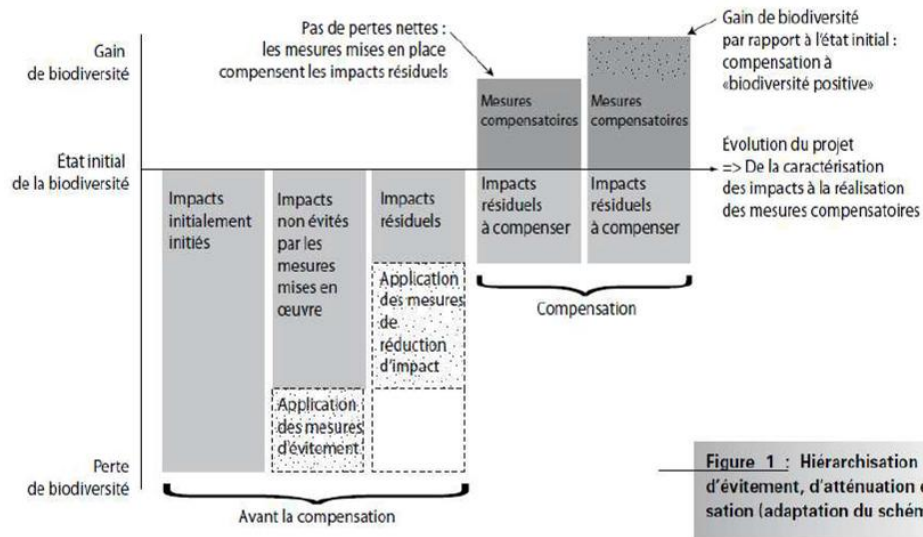 Pas de pertes nettes :
les mesures mises en place
compensent les impacts résiduels
Gain de biodiversité
par rapport à l'état initial :
compensation à
«biodiversité positive»
Gain
de biodiversité
Mesures
compensatoires
Mesures
compensatoires
État initial
de la biodiversité
Évolution du projet
=> De la caractérisation
des impacts à la réalisation
des mesures compensatoires
Impacts
initialement
initiés
Impacts
non évités
par les
mesures
mises en
œuvre
Impacts
résiduels
Impacts
résiduels
à compenser
Impacts
résiduels
à compenser
Application
des mesures
de
réduction
d'impact
Compensation
Application
des mesures
d'évitement
Perte
de biodiversité
Avant la compensation
Figure 1 : Hiérarchisation
d'évitement, d'atténuation
sation (adaptation du